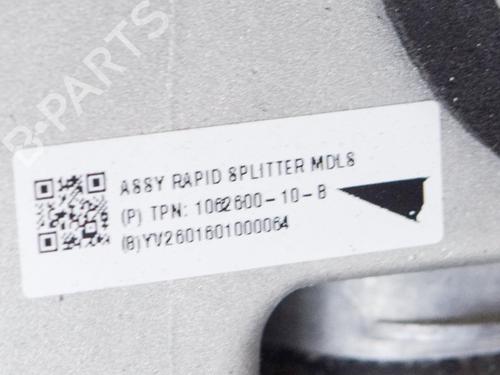 B-PARTS
ASSY RAPID SPLITTER MDLS
(P) TPN: 1062600-10-B
(S)YV2601601000064